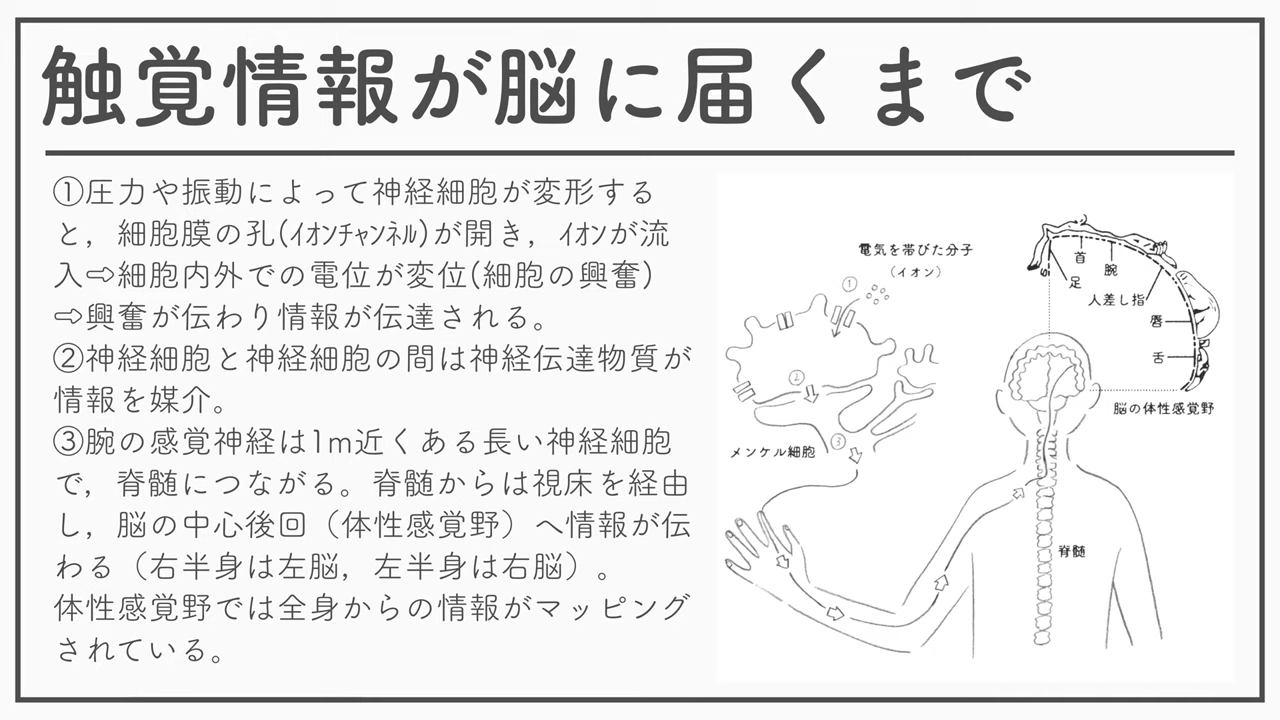 触覚情報が脳に届くまで
①圧力や振動によって神経細胞が変形する
と，細胞膜の孔(ｲｵﾝﾁｬﾝﾈﾙ)が開き，ｲｵﾝが流
入⇨細胞内外での電位が変位(細胞の興奮)
⇨興奮が伝わり情報が伝達される。
②神経細胞と神経細胞の間は神経伝達物質が
情報を媒介。
③腕の感覚神経は1m近くある長い神経細胞
で，脊髄につながる。脊髄からは視床を経由
し，脳の中心後回（体性感覚野）へ情報が伝
わる（右半身は左脳，左半身は右脳）。
体性感覚野では全身からの情報がマッピング
されている。
電気を帯びた分子
（イオン）
①
②
③
メンケル細胞
首
腕
足
人差し指
唇
舌
脳の体性感覚野
脊髄